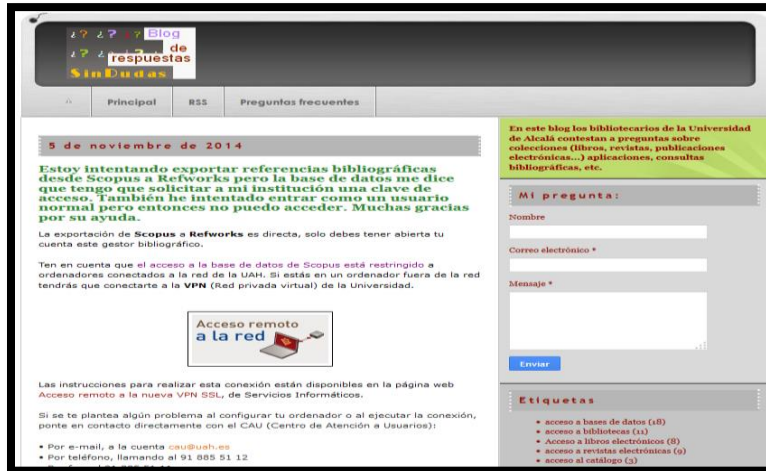 ¿? ¿? ¿? Blog
de
¿? ¿? respuestas
SinDudas
Principal RSS Preguntas frecuentes
5 de noviembre de 2014
Estoy intentando exportar referencias bibliográficas
desde Scopus a Refworks pero la base de datos me dice
que tengo que solicitar a mi institución una clave de
acceso. También he intentado entrar como un usuario
normal pero entonces no puedo acceder. Muchas gracias
por su ayuda.
La exportación de Scopus a Refworks es directa, solo debes tener abierta tu
cuenta este gestor bibliográfico.
Ten en cuenta que el acceso a la base de datos de Scopus está restringido a
ordenadores conectados a la red de la UAH. Si estás en un ordenador fuera de la red
tendrás que conectarte a la VPN (Red privada virtual) de la Universidad.
Acceso remoto
a la red
Las instrucciones para realizar esta conexión están disponibles en la página web
Acceso remoto a la nueva VPN SSL, de Servicios Informáticos.
Si se te plantea algún problema al configurar tu ordenador o al ejecutar la conexión,
ponte en contacto directamente con el CAU (Centro de Atención a Usuarios):
• Por e-mail, a la cuenta cau@uah.es
• Por teléfono, llamando al 91 885 51 12
En este blog los bibliotecarios de la Universidad
de Alcalá contestan a preguntas sobre
colecciones (libros, revistas, publicaciones
electrónicas...) aplicaciones, consultas
bibliográficas, etc.
Mi pregunta:
Nombre
Correo electrónico *
Mensaje *
Enviar
Etiquetas
• acceso a bases de datos (18)
• acceso a bibliotecas (11)
• Acceso a libros electrónicos (8)
• acceso a revistas electrónicas (9)
• acceso al catálogo (3)